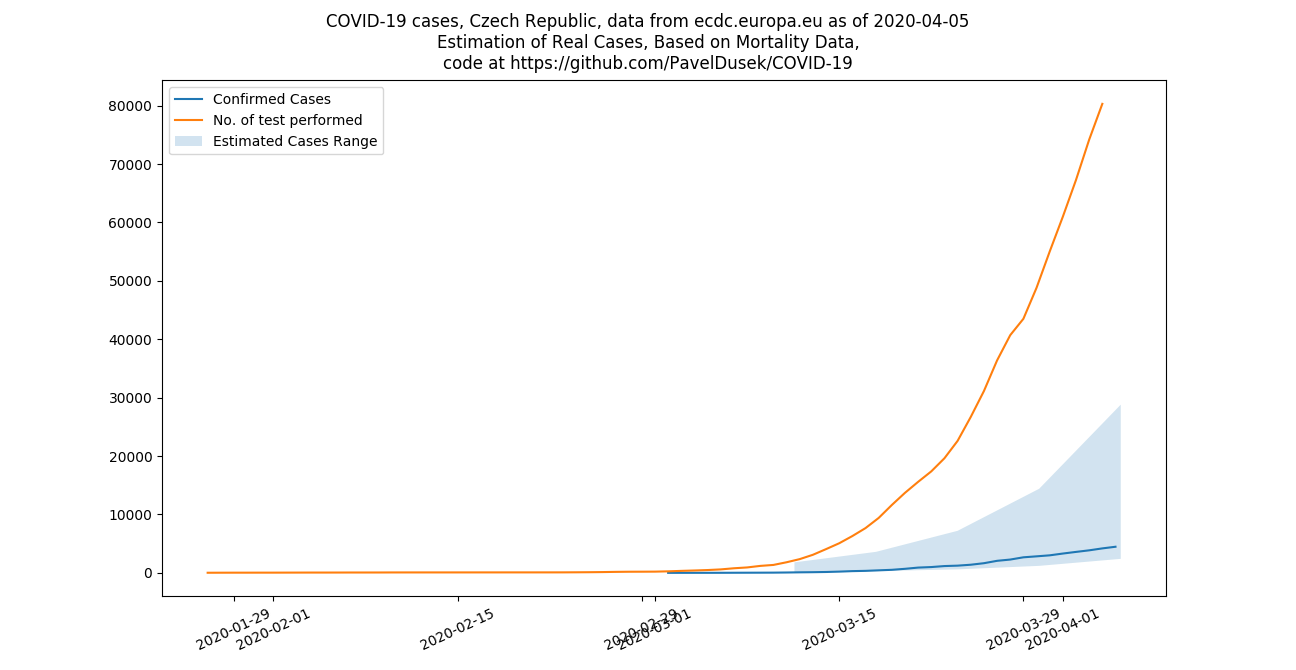 COVID-19 cases, Czech Republic, data from ecdc.europa.eu as of 2020-04-05
Estimation of Real Cases, Based on Mortality Data,
code at https://github.com/PavelDusek/COVID-19
Confirmed Cases
No. of test performed
Estimated Cases Range
80000
70000
60000
50000
40000
30000
20000
10000
0
2020-01-29
2020-02-01
2020-02-15
2020-02-29
2020-03-01
2020-03-15
2020-03-29
2020-04-01